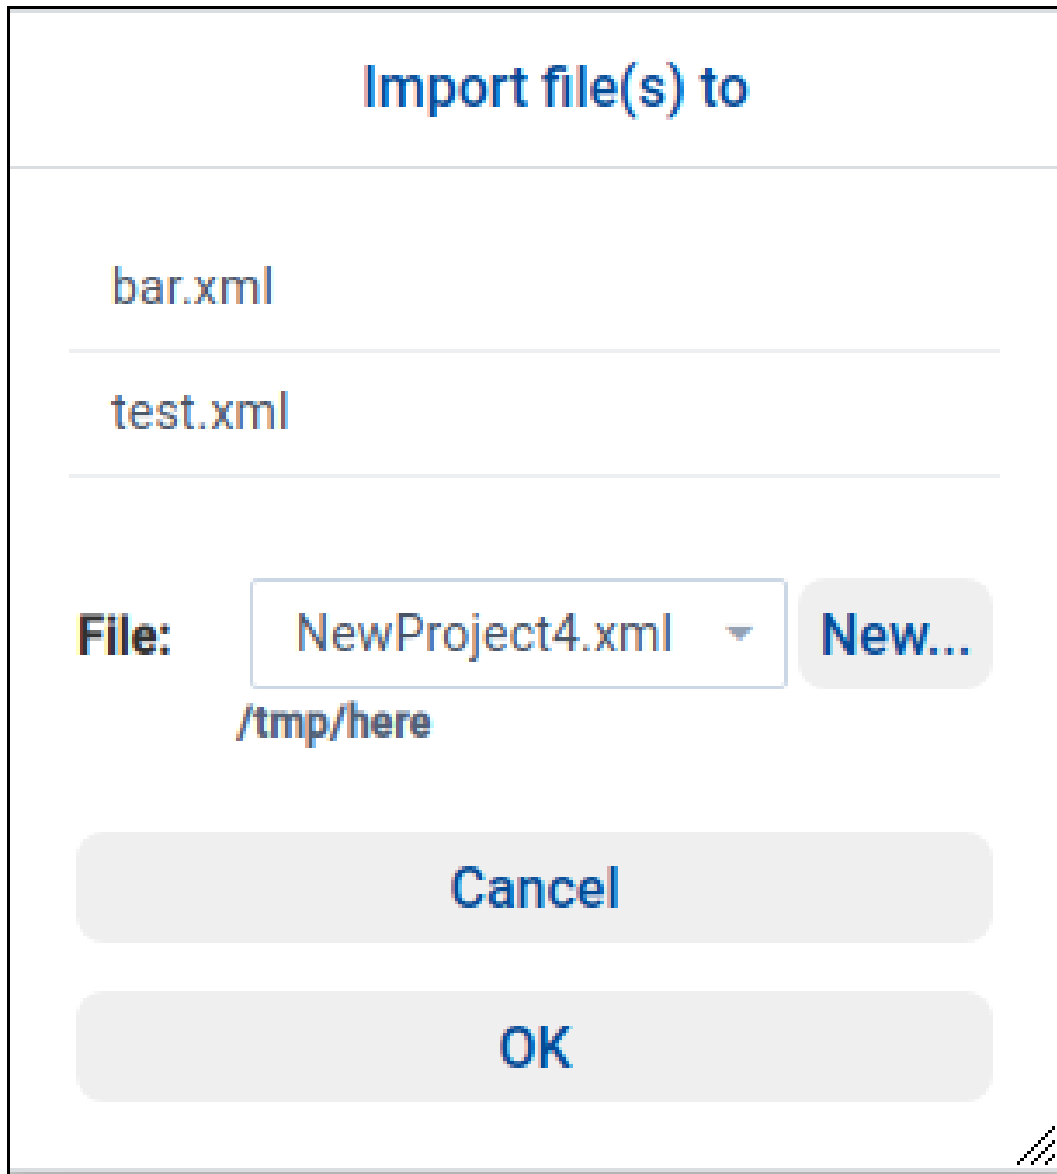 Import file(s) to
bar.xml
test.xml
File: NewProject4.xml New...
/tmp/here
Cancel
OK